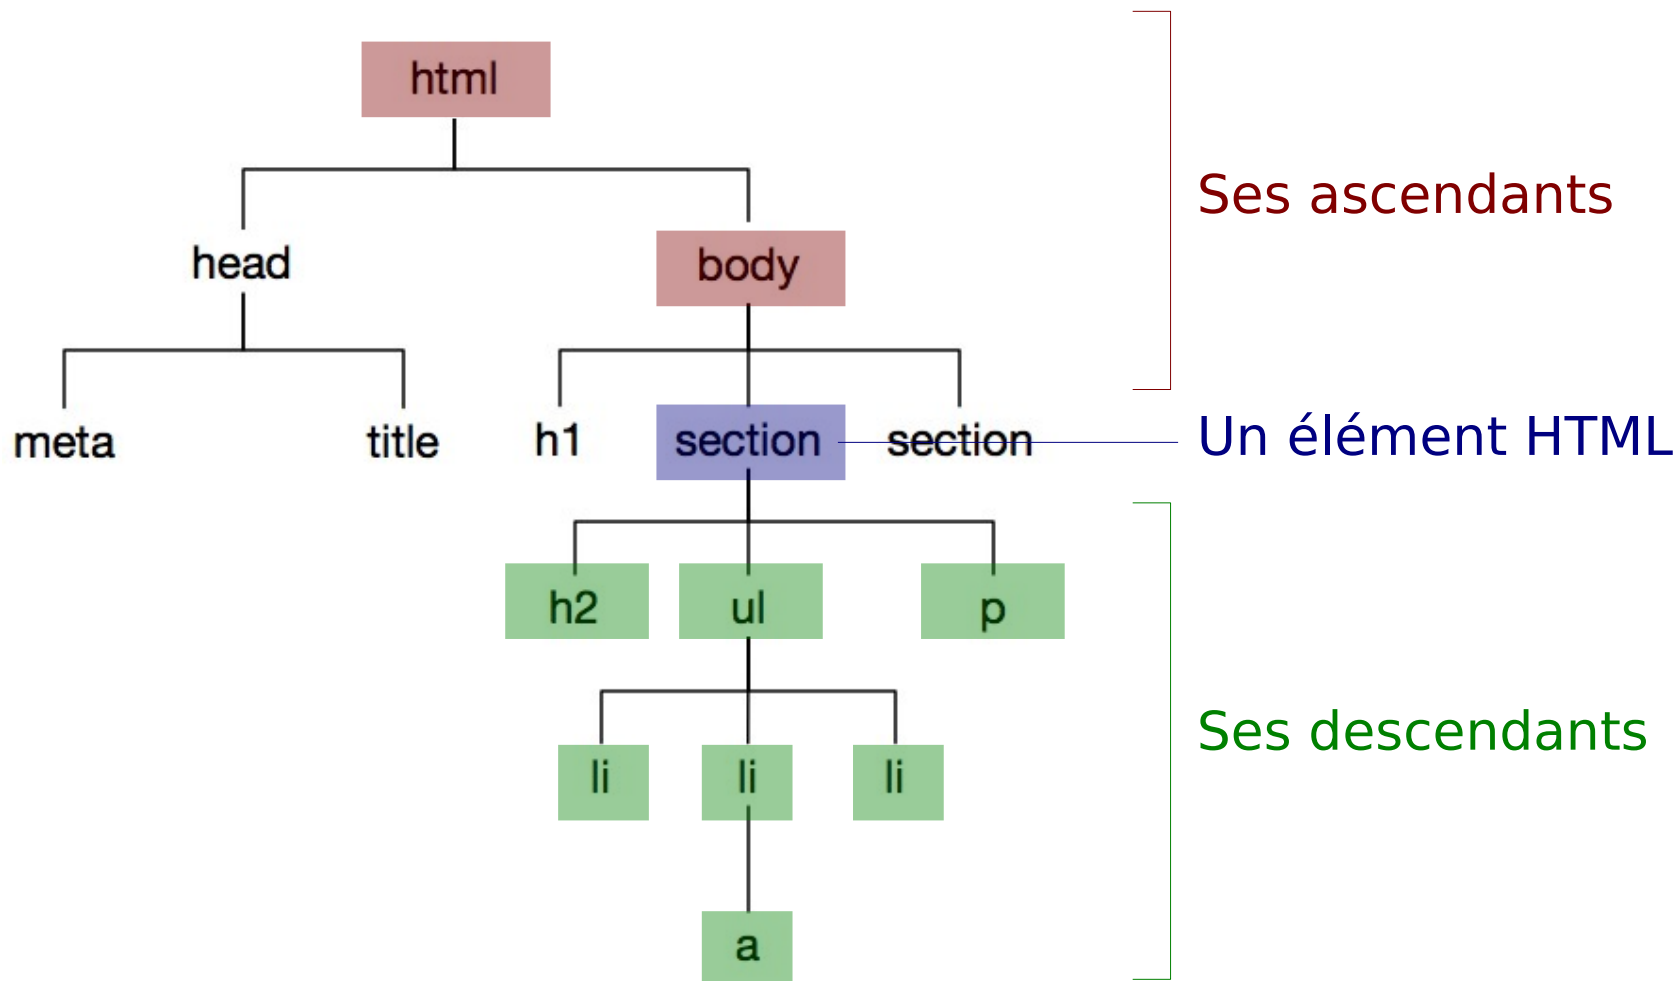 html
Ses ascendants
head
body
meta
title
h1
section
section
Un élément HTML
h2
ul
p
Ses descendants
li
li
li
a